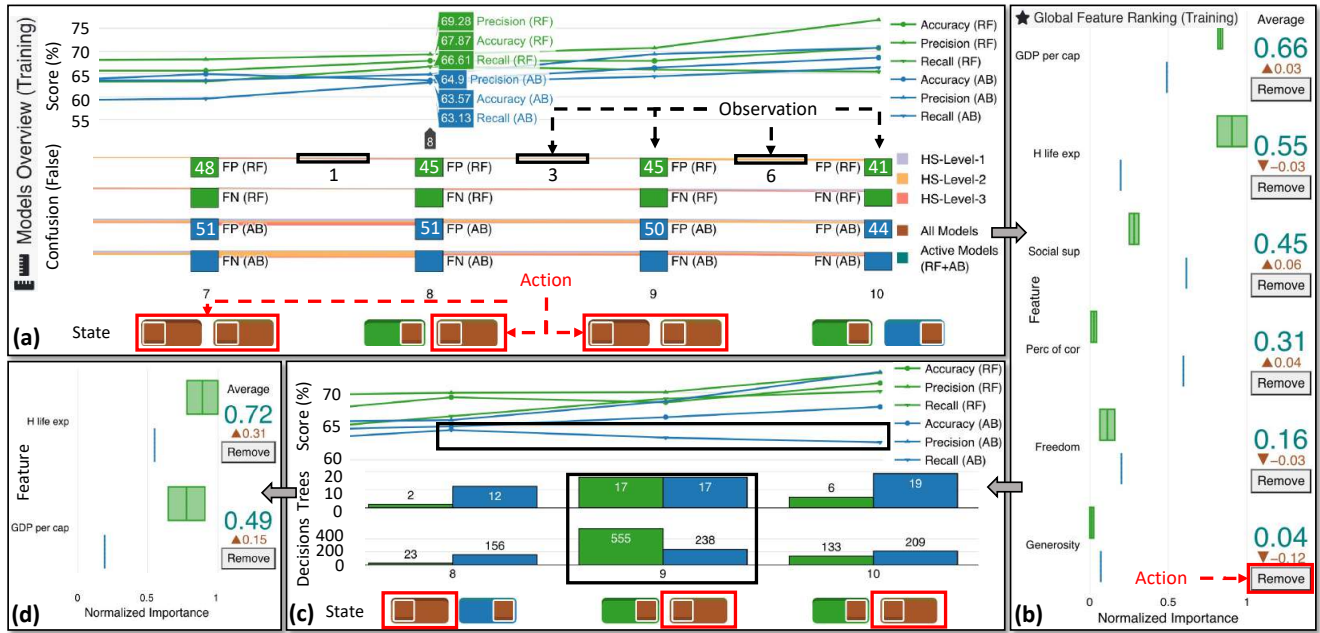 Models Overview (Training)
Score (%)
75
70
65
60
55
69.28 Precision (RF)
67.87 Accuracy (RF)
66.61 Recall (RF)
64.9 Precision (AB)
63.57 Accuracy (AB)
63.13 Recall (AB)
8
Accuracy (RF)
Precision (RF)
Recall (RF)
Accuracy (AB)
Precision (AB)
Recall (AB)
Observation
Confusion (False)
48 FP (RF)
1
45 FP (RF)
3
45 FP (RF)
6
FP (RF) 41
FN (RF)
FN (RF)
FN (RF)
FN (RF)
51 FP (AB)
51 FP (AB)
50 FP (AB)
FP (AB) 44
FN (AB)
FN (AB)
FN (AB)
FN (AB)
HS-Level-1
HS-Level-2
HS-Level-3
All Models
Active Models
(RF+AB)
Action
7
8
9
10
(a)
State
★ Global Feature Ranking (Training)
Average
GDP per cap
0.66
▲0.03
Remove
H life exp
0.55
▼-0.03
Remove
Social sup
0.45
▲0.06
Remove
Feature
Perc of cor
0.31
▲0.04
Remove
Freedom
0.16
▼-0.03
Remove
Generosity
0.04
▼-0.12
Action
Remove
0
0.5
1
(b)
Normalized Importance
Score (%)
70
65
60
Accuracy (RF)
Precision (RF)
Recall (RF)
Accuracy (AB)
Precision (AB)
Recall (AB)
Trees
20
10
0
2
12
17
17
6
19
Decisions
400
200
0
23
156
555
238
133
209
8
9
10
(c)
State
Average
H life exp
0.72
▲0.31
Remove
Feature
GDP per cap
0.49
▲0.15
Remove
0
0.5
1
(d)
Normalized Importance